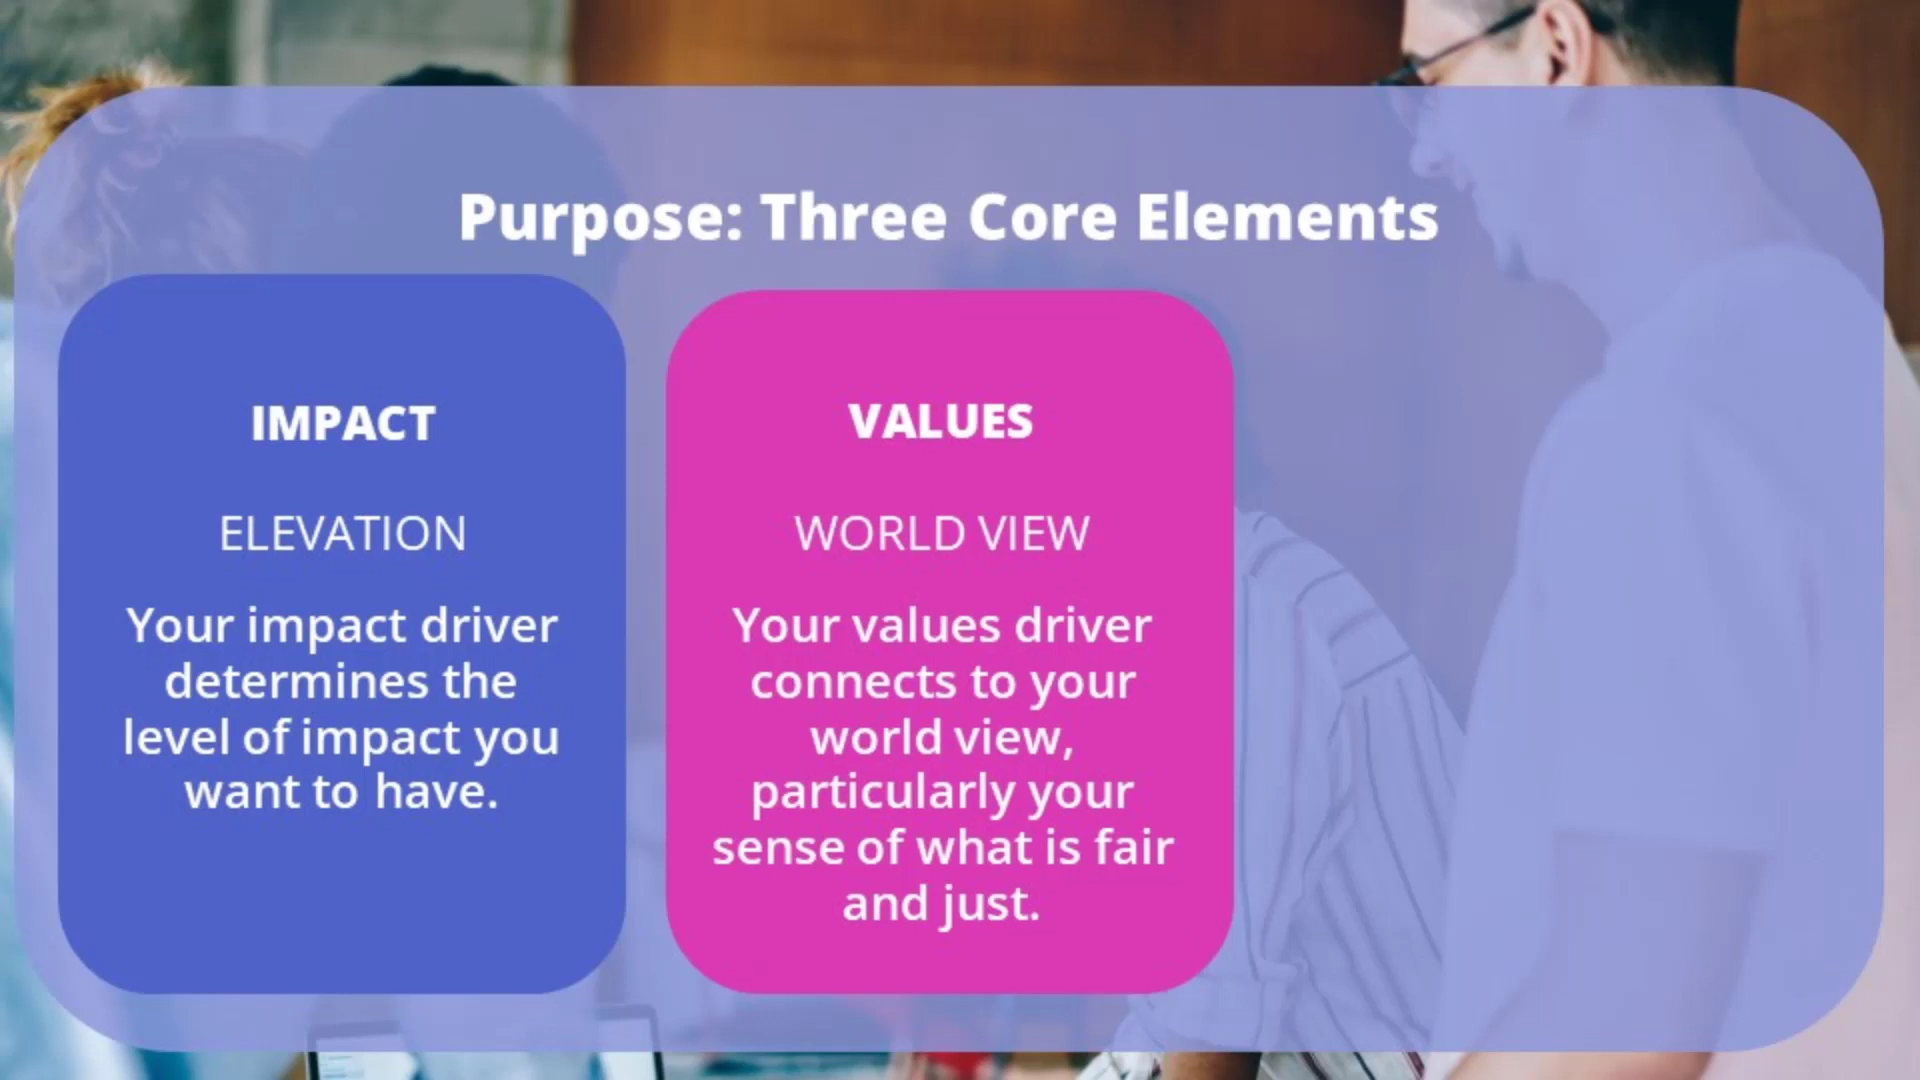 Purpose: Three Core Elements
IMPACT
ELEVATION
Your impact driver
determines the
level of impact you
want to have.
VALUES
WORLD VIEW
Your values driver
connects to your
world view,
particularly your
sense of what is fair
and just.